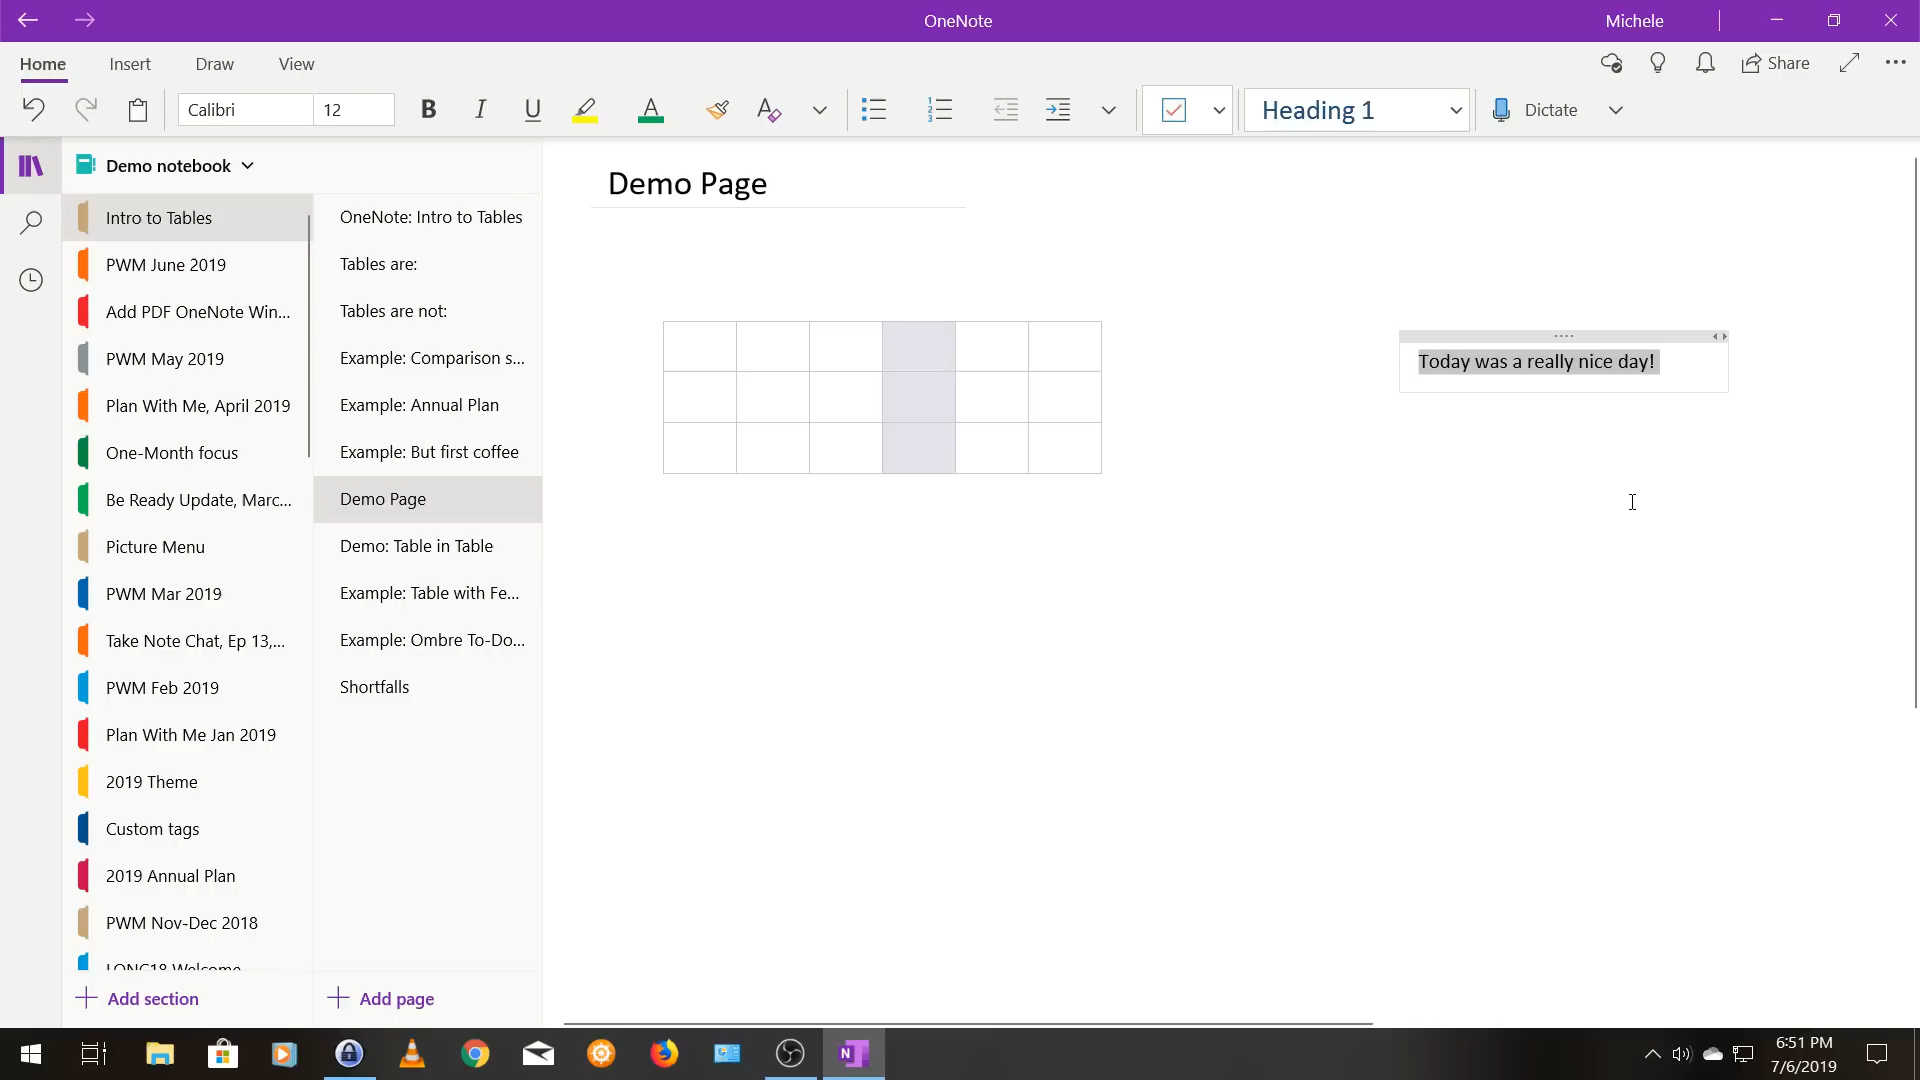 OneNote
Michele
Home
Insert
Draw
View
Share
Calibri
12
B
I
U
A
A
Heading 1
Dictate
Demo notebook
Intro to Tables
PWM June 2019
Add PDF OneNote Win...
PWM May 2019
Plan With Me, April 2019
One-Month focus
Be Ready Update, Marc...
Picture Menu
PWM Mar 2019
Take Note Chat, Ep 13,...
PWM Feb 2019
Plan With Me Jan 2019
2019 Theme
Custom tags
2019 Annual Plan
PWM Nov-Dec 2018
LONG18 Welcome
Add section
OneNote: Intro to Tables
Tables are:
Tables are not:
Example: Comparison s...
Example: Annual Plan
Example: But first coffee
Demo Page
Demo: Table in Table
Example: Table with Fe...
Example: Ombre To-Do...
Shortfalls
Add page
Demo Page
Today was a really nice day!
6:51 PM
7/6/2019